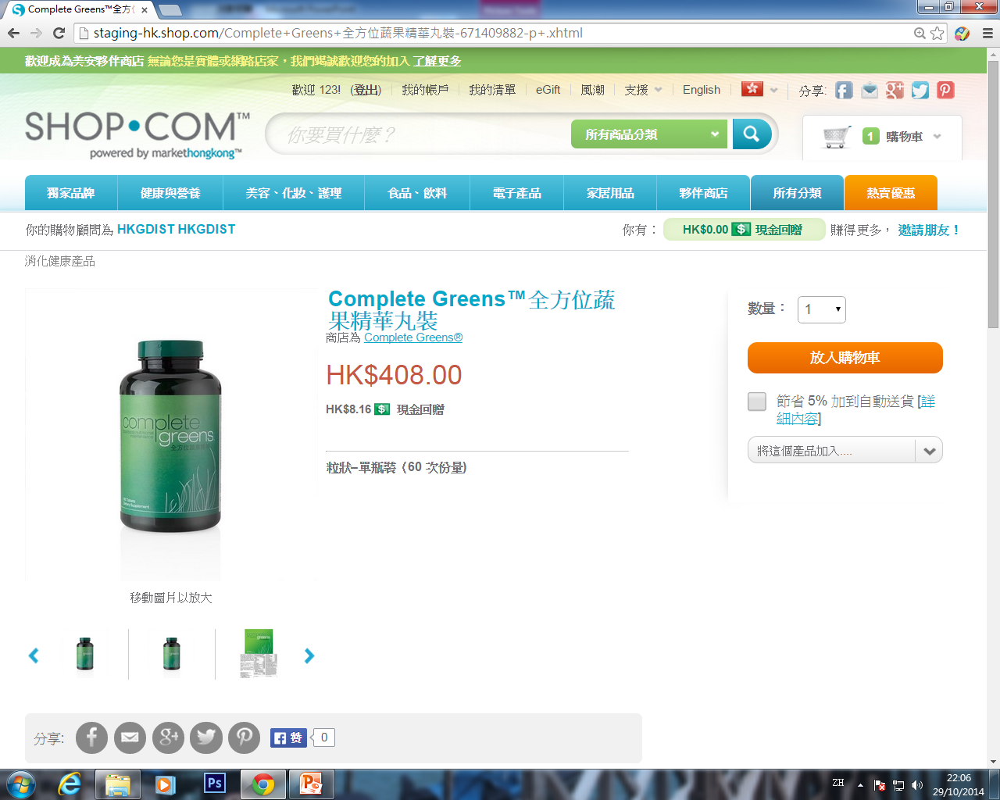 Complete Greens™全方位
staging-hk.shop.com/Complete+Greens+全方位蔬果精華丸裝-671409882-p+.xhtml
歡迎成為美安夥伴商店 無論您是實體或網路店家，我們竭誠歡迎您的加入 了解更多
歡迎 123! (登出) 我的帳戶 我的清單 eGift 風潮 支援 English 分享:
SHOP•COM™
powered by markethongkong™
你要買什麼？ 所有商品分類
1 購物車
獨家品牌 健康與營養 美容、化妝、護理 食品、飲料 電子產品 家居用品 夥伴商店 所有分類 熱賣優惠
你的購物顧問為 HKGDIST HKGDIST 你有： HK$0.00 $ 現金回贈 賺得更多， 邀請朋友！
消化健康產品
Complete Greens™全方位蔬
果精華丸裝
商店為 Complete Greens®
HK$408.00
HK$8.16 $ 現金回贈
粒狀–單瓶裝（60 次份量)
數量： 1
放入購物車
節省 5% 加到自動送貨 [詳
細內容]
將這個產品加入....
complete
greens
全方位蔬果精華
移動圖片以放大
分享: 赞 0
ZH 22:06
29/10/2014